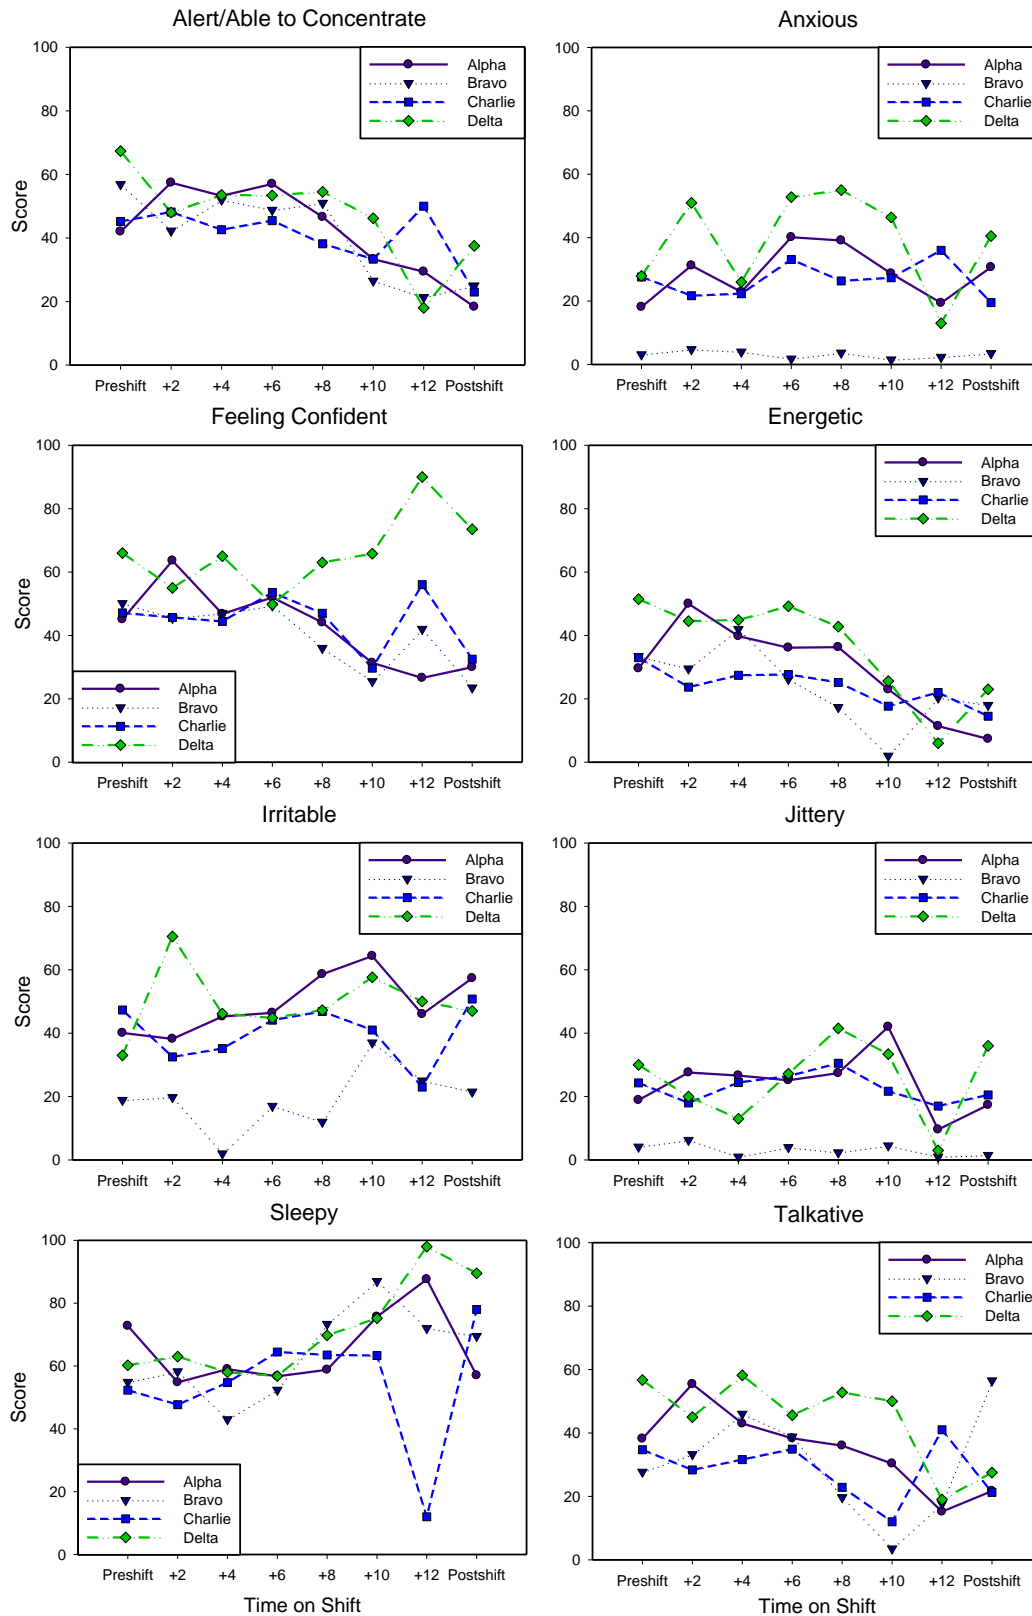 Alert/Able to Concentrate
100
80
60
40
20
0
Score
Alpha
Bravo
Charlie
Delta
Preshift +2 +4 +6 +8 +10 +12 Postshift
Anxious
100
80
60
40
20
0
Alpha
Bravo
Charlie
Delta
Preshift +2 +4 +6 +8 +10 +12 Postshift
Feeling Confident
100
80
60
40
20
0
Score
Alpha
Bravo
Charlie
Delta
Preshift +2 +4 +6 +8 +10 +12 Postshift
Energetic
100
80
60
40
20
0
Alpha
Bravo
Charlie
Delta
Preshift +2 +4 +6 +8 +10 +12 Postshift
Irritable
100
80
60
40
20
0
Score
Alpha
Bravo
Charlie
Delta
Preshift +2 +4 +6 +8 +10 +12 Postshift
Jittery
100
80
60
40
20
0
Alpha
Bravo
Charlie
Delta
Preshift +2 +4 +6 +8 +10 +12 Postshift
Sleepy
100
80
60
40
20
0
Score
Alpha
Bravo
Charlie
Delta
Preshift +2 +4 +6 +8 +10 +12 Postshift
Time on Shift
Talkative
100
80
60
40
20
0
Alpha
Bravo
Charlie
Delta
Preshift +2 +4 +6 +8 +10 +12 Postshift
Time on Shift